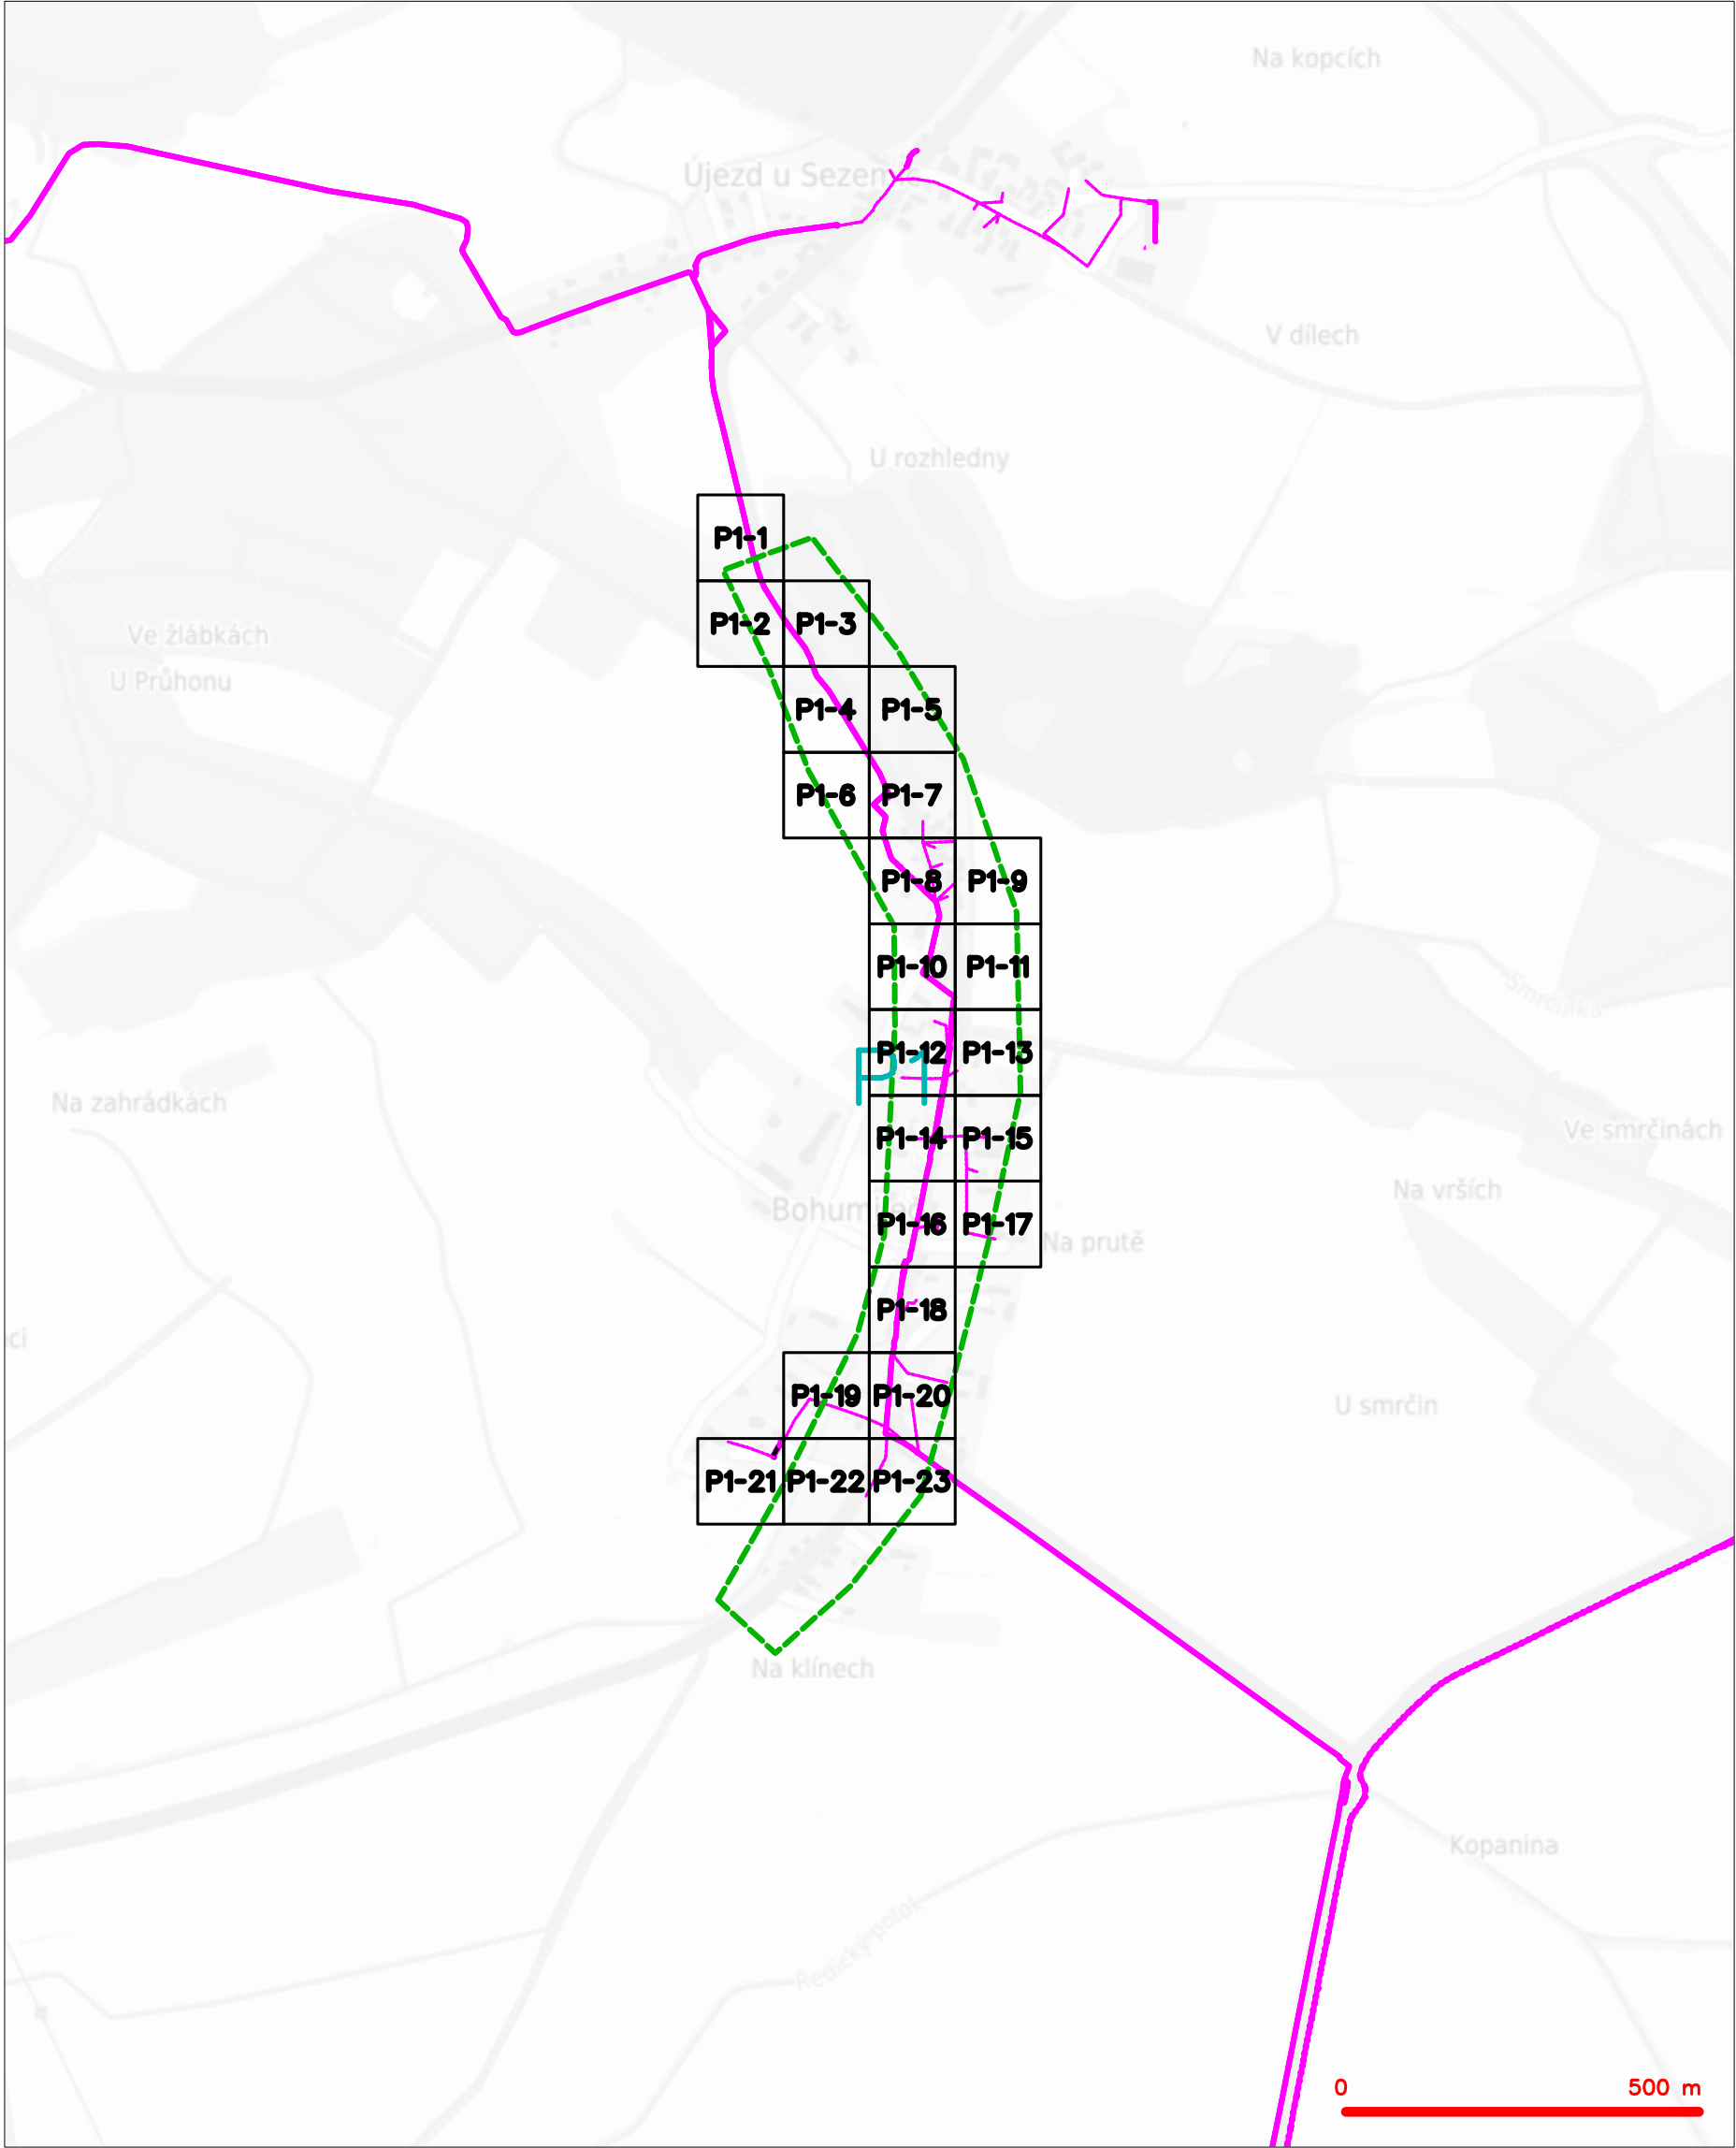 Na kopcích
Újezd u Sezemic
V dílech
U rozhledny
P1-1
P1-2
P1-3
Ve žlábkách
U Průhonu
P1-4
P1-5
P1-6
P1-7
P1-8
P1-9
P1-10
P1-11
Smrčinka
P1
P1-12
P1-13
Na zahrádkách
Ve smrčinách
P1-14
P1-15
Na vrších
P1-16
P1-17
Na prutě
P1-18
P1-19
P1-20
U smrčin
P1-21
P1-22
P1-23
Na klínech
Kopanina
Ředický potok
0
500 m